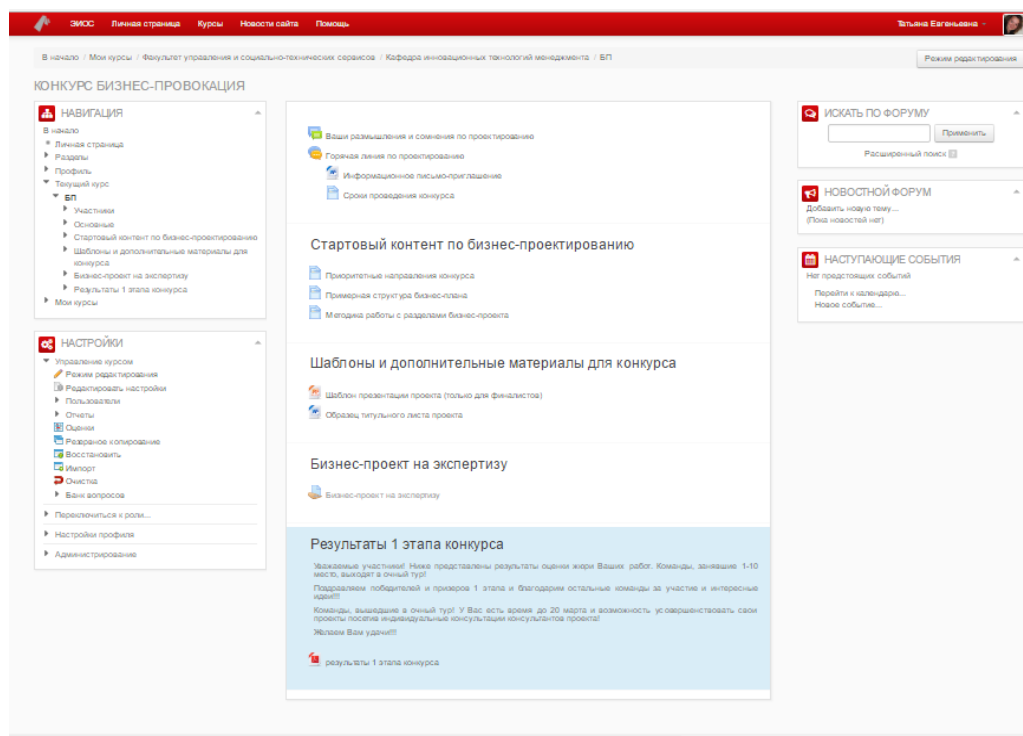 ЭИОС Личная страница Курсы Новости сайта Помощь Татьяна Евгеньевна
В начало / Мои курсы / Факультет управления и социально-технических сервисов / Кафедра инновационных технологий менеджмента / БП
Режим редактирования
КОНКУРС БИЗНЕС-ПРОВОКАЦИЯ
НАВИГАЦИЯ
В начало
Личная страница
Разделы
Профиль
Текущий курс
БП
Участники
Основные
Стартовый контент по бизнес-проектированию
Шаблоны и дополнительные материалы для
конкурса
Бизнес-проект на экспертизу
Результаты 1 этапа конкурса
Мои курсы
НАСТРОЙКИ
Управление курсом
Режим редактирования
Редактировать настройки
Пользователи
Отчеты
Оценки
Резервное копирование
Восстановить
Импорт
Очистка
Банк вопросов
Переключиться к роли...
Настройки профиля
Администрирование
Ваши размышления и сомнения по проектированию
Горячая линия по проектированию
Информационное письмо-приглашение
Сроки проведения конкурса
Стартовый контент по бизнес-проектированию
Приоритетные направления конкурса
Примерная структура бизнес-плана
Методика работы с разделами бизнес-проекта
Шаблоны и дополнительные материалы для конкурса
Шаблон презентации проекта (только для финалистов)
Образец титульного листа проекта
Бизнес-проект на экспертизу
Бизнес-проект на экспертизу
Результаты 1 этапа конкурса
Уважаемые участники! Ниже представлены результаты оценки жюри Ваших работ. Команды, занявшие 1-10
место, выходят в очный тур!
Поздравляем победителей и призеров 1 этапа и благодарим остальные команды за участие и интересные
идеи!!!
Команды, вышедшие в очный тур! У Вас есть время до 20 марта и возможность усовершенствовать свои
проекты посетив индивидуальные консультации консультантов проекта!
Желаем Вам удачи!!!
результаты 1 этапа конкурса
ИСКАТЬ ПО ФОРУМУ
Применить
Расширенный поиск
НОВОСТНОЙ ФОРУМ
Добавить новую тему...
(Пока новостей нет)
НАСТУПАЮЩИЕ СОБЫТИЯ
Нет предстоящих событий
Перейти к календарю...
Новое событие...